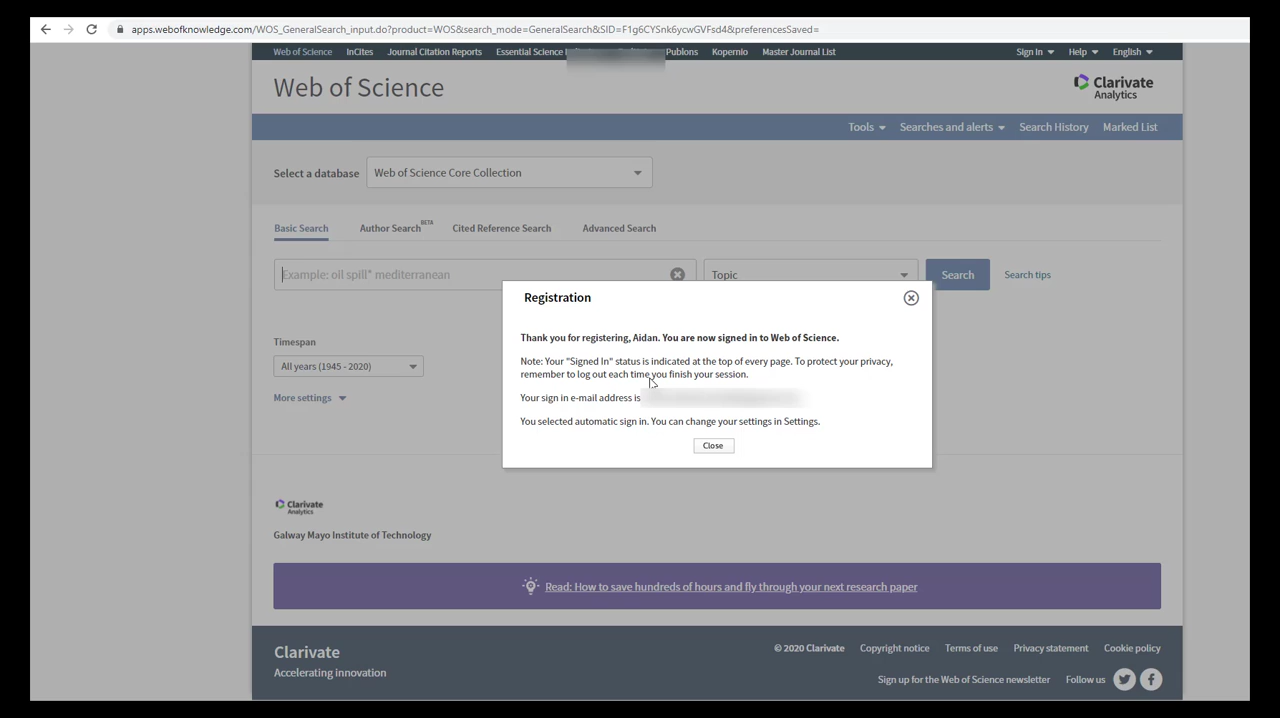 apps.webofknowledge.com/WOS_GeneralSearch_input.do?product=WOS&search_mode=GeneralSearch&SID=F1g6CYSnk6ycwGVFsd4&preferencesSaved=
Web of Science InCites Journal Citation Reports Essential Science Publons Kopernio Master Journal List Sign In Help English
Web of Science
Clarivate
Analytics
Tools Searches and alerts Search History Marked List
Select a database Web of Science Core Collection
Basic Search Author Search BETA Cited Reference Search Advanced Search
Example: oil spill* mediterranean Topic Search Search tips
Registration
Thank you for registering, Aidan. You are now signed in to Web of Science.
Note: Your "Signed In" status is indicated at the top of every page. To protect your privacy,
remember to log out each time you finish your session.
Your sign in e-mail address is
You selected automatic sign in. You can change your settings in Settings.
Close
Timespan
All years (1945 - 2020)
More settings
Clarivate
Analytics
Galway Mayo Institute of Technology
Read: How to save hundreds of hours and fly through your next research paper
Clarivate
Accelerating innovation
© 2020 Clarivate Copyright notice Terms of use Privacy statement Cookie policy
Sign up for the Web of Science newsletter Follow us